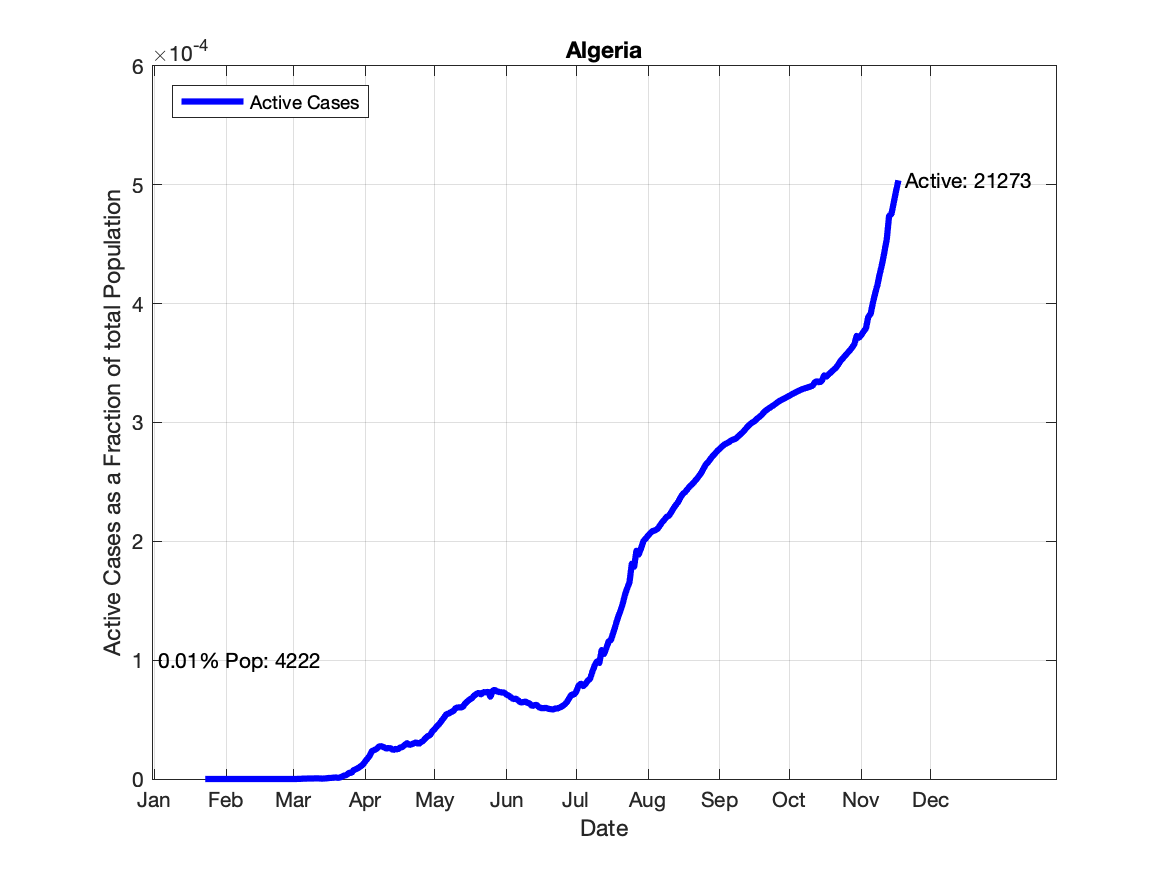 Algeria
×10-4
6
Active Cases
5
Active: 21273
4
3
2
1
0.01% Pop: 4222
0
Active Cases as a Fraction of total Population
Jan Feb Mar Apr May Jun Jul Aug Sep Oct Nov Dec
Date